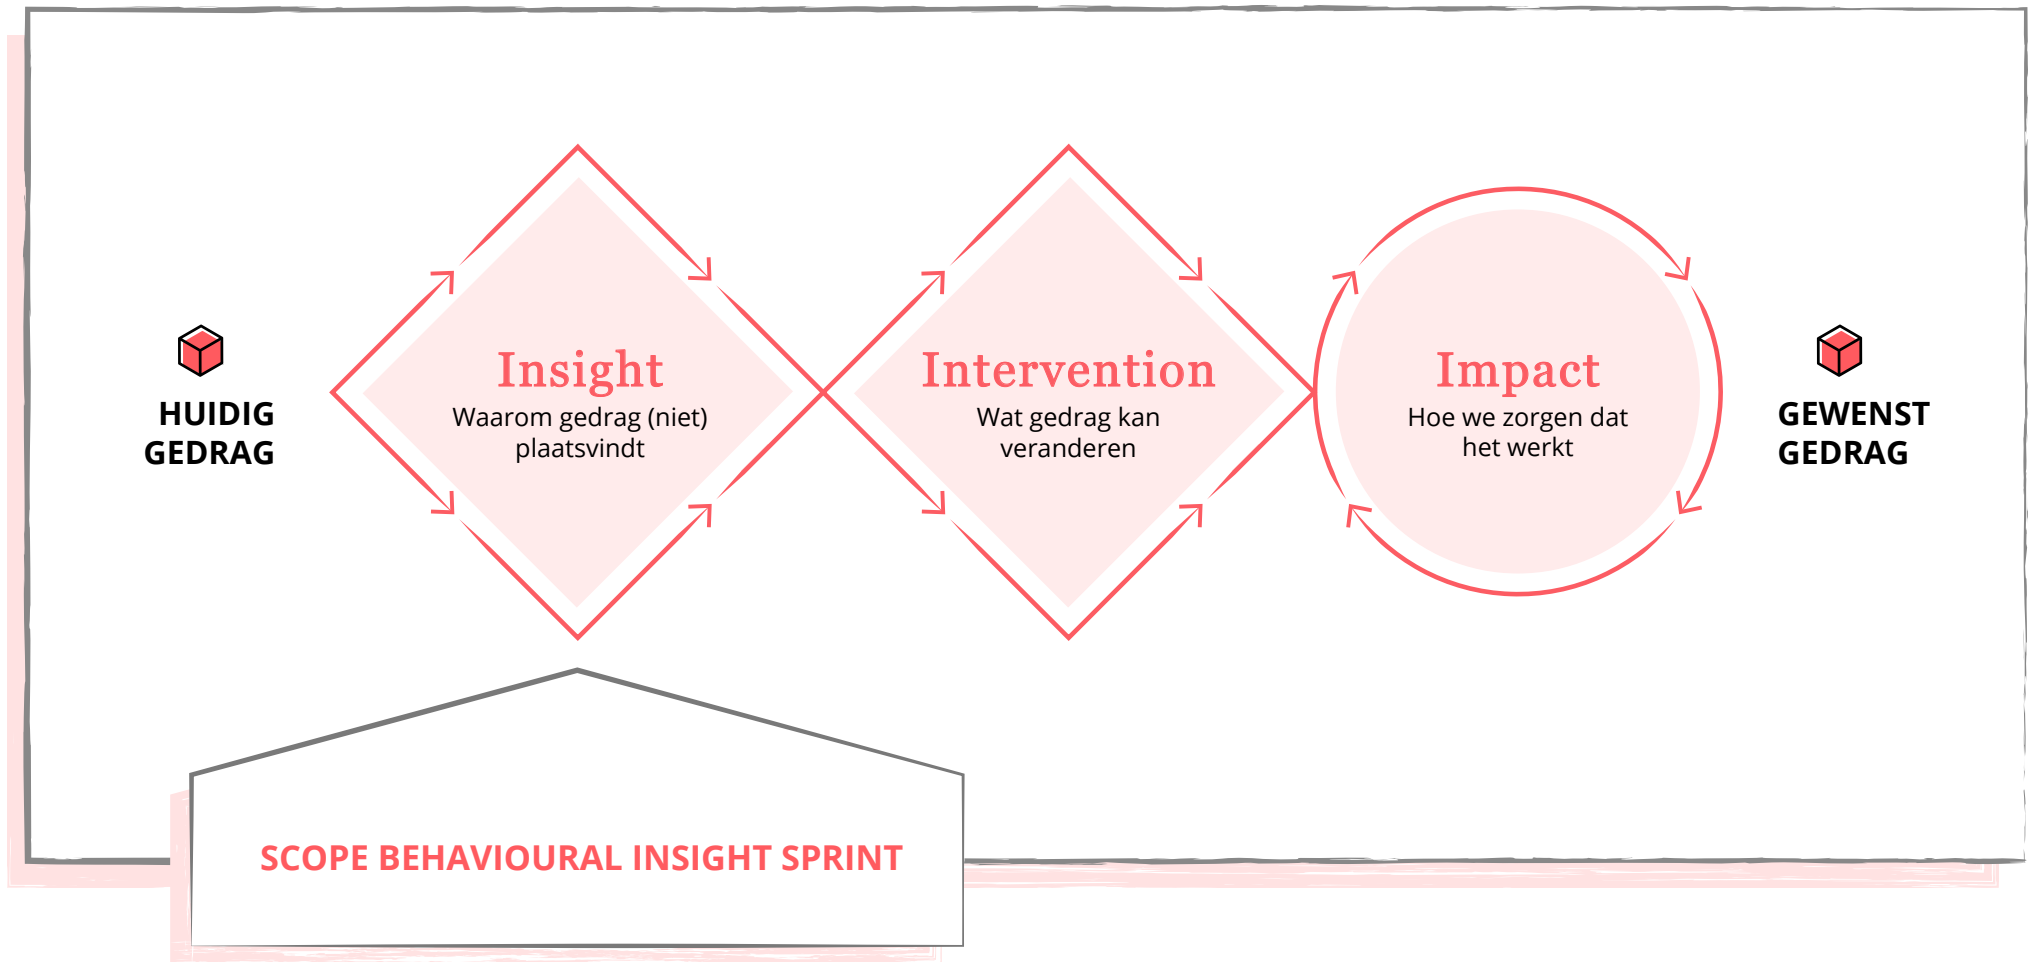 HUIDIG
GEDRAG
Insight
Waarom gedrag (niet)
plaatsvindt
Intervention
Wat gedrag kan
veranderen
Impact
Hoe we zorgen dat
het werkt
GEWENST
GEDRAG
SCOPE BEHAVIOURAL INSIGHT SPRINT